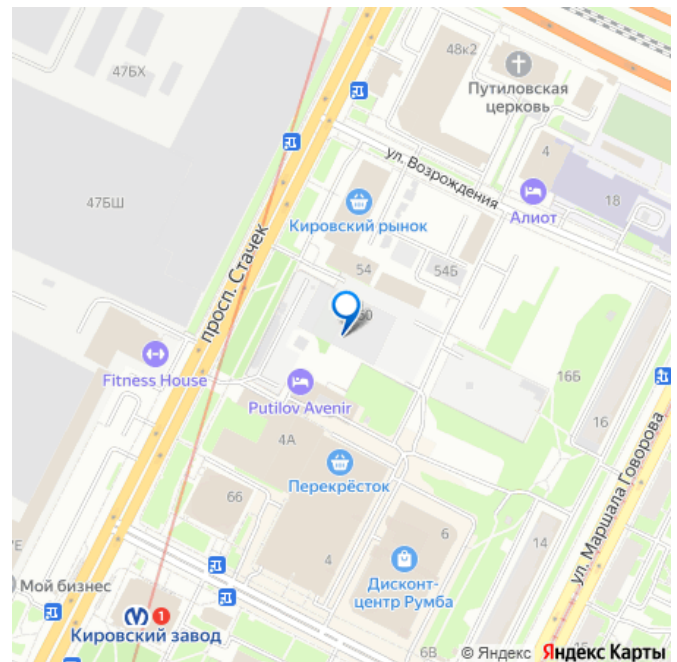 48к2
47БХ
Путиловская
церковь
ул. Возрождения
4
18
Алиот
47БШ
Кировский рынок
просп. Стачек
54
54Б
60
Fitness House
Putilov Avenir
16Б
16
4А
Перекрёсток
ул. Маршала Говорова
66
6
14
4
Дисконт-
центр Румба
Мой бизнес
1
Кировский завод
6В
© Яндекс Яндекс Карты